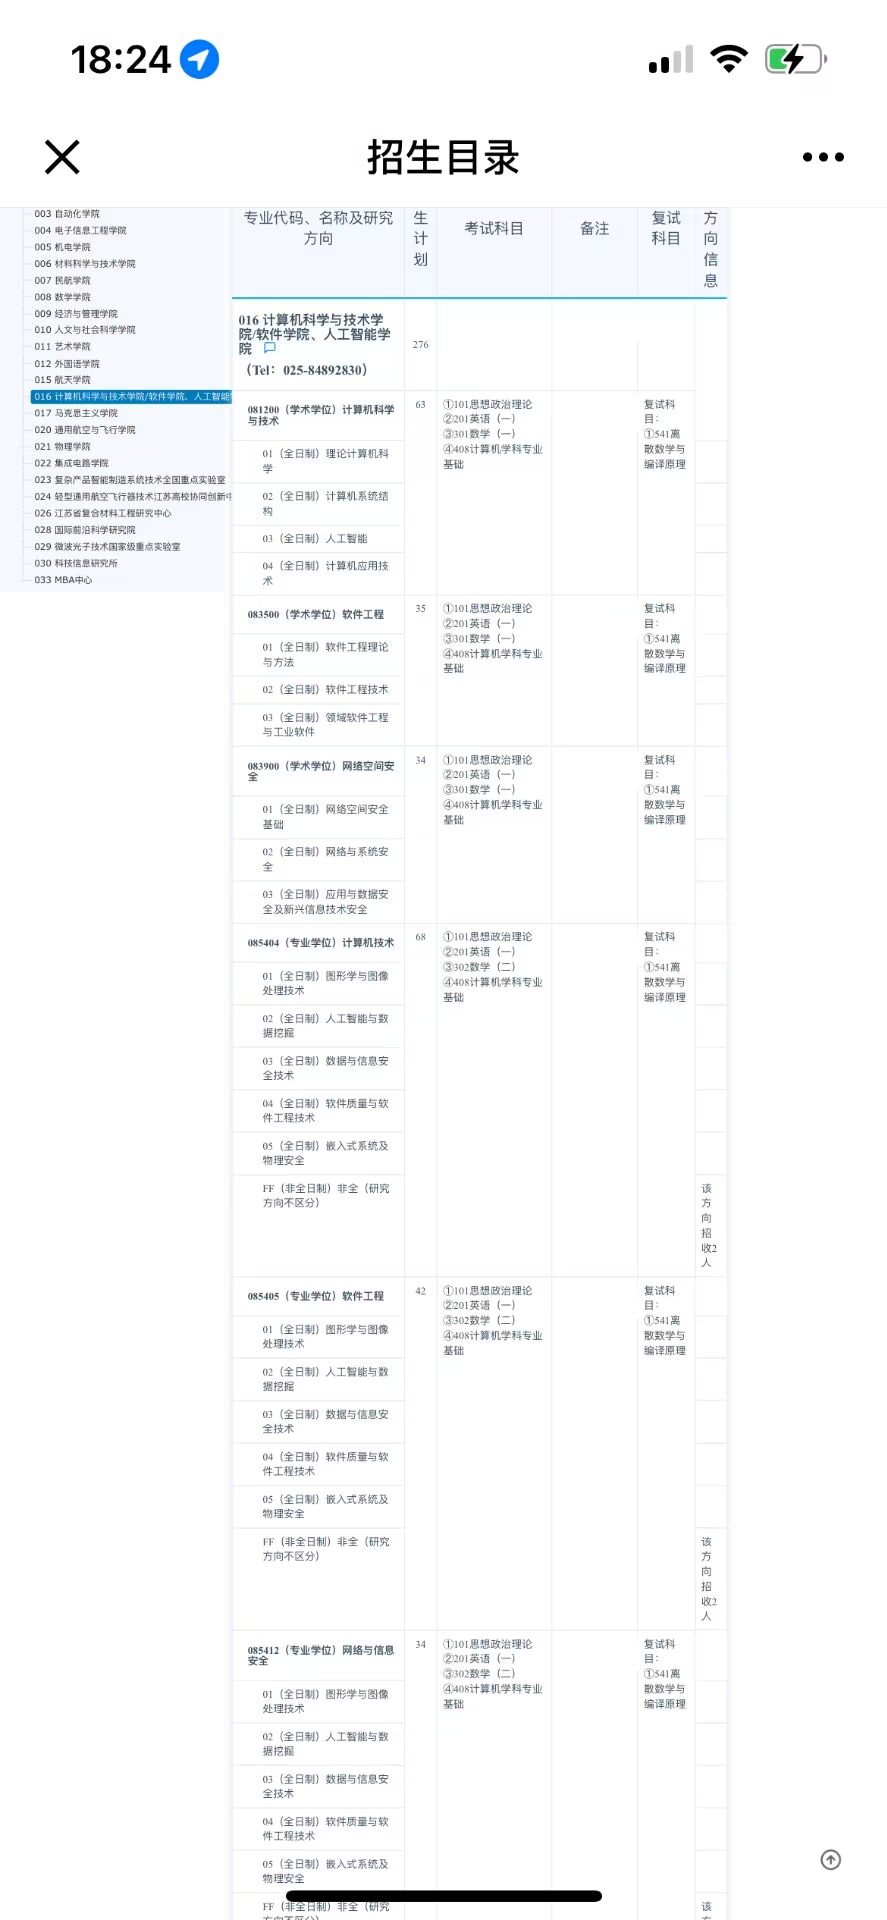 18:24
招生目录
003 自动化学院
004 电子信息工程学院
005 机电学院
006 材料科学与技术学院
007 民航学院
008 数学学院
009 经济与管理学院
010 人文与社会科学学院
011 艺术学院
012 外国语学院
015 航天学院
016 计算机科学与技术学院/软件学院、人工智能
017 马克思主义学院
020 通用航空与飞行学院
021 物理学院
022 集成电路学院
023 复杂产品智能制造系统技术全国重点实验室
024 轻型通用航空飞行器技术江苏高校协同创新中
026 江苏省复合材料工程研究中心
028 国际前沿科学研究院
029 微波光子技术国家级重点实验室
030 科技信息研究所
033 MBA中心
专业代码、名称及研究
方向
生
计
划
考试科目
备注
复试
科目
方
向
信
息
016 计算机科学与技术学
院/软件学院、人工智能学
院
（Tel：025-84892830）
276
081200（学术学位）计算机科学
与技术
63
①101思想政治理论
②201英语（一）
③301数学（一）
④408计算机学科专业
基础
复试科
目：
①541离
散数学与
编译原理
01（全日制）理论计算机科
学
02（全日制）计算机系统结
构
03（全日制）人工智能
04（全日制）计算机应用技
术
083500（学术学位）软件工程
35
①101思想政治理论
②201英语（一）
③301数学（一）
④408计算机学科专业
基础
复试科
目：
①541离
散数学与
编译原理
01（全日制）软件工程理论
与方法
02（全日制）软件工程技术
03（全日制）领域软件工程
与工业软件
083900（学术学位）网络空间安
全
34
①101思想政治理论
②201英语（一）
③301数学（一）
④408计算机学科专业
基础
复试科
目：
①541离
散数学与
编译原理
01（全日制）网络空间安全
基础
02（全日制）网络与系统安
全
03（全日制）应用与数据安
全及新兴信息技术安全
085404（专业学位）计算机技术
68
①101思想政治理论
②201英语（一）
③302数学（二）
④408计算机学科专业
基础
复试科
目：
①541离
散数学与
编译原理
01（全日制）图形学与图像
处理技术
02（全日制）人工智能与数
据挖掘
03（全日制）数据与信息安
全技术
04（全日制）软件质量与软
件工程技术
05（全日制）嵌入式系统及
物理安全
FF（非全日制）非全（研究
方向不区分）
该
方
向
招
收2
人
085405（专业学位）软件工程
42
①101思想政治理论
②201英语（一）
③302数学（二）
④408计算机学科专业
基础
复试科
目：
①541离
散数学与
编译原理
01（全日制）图形学与图像
处理技术
02（全日制）人工智能与数
据挖掘
03（全日制）数据与信息安
全技术
04（全日制）软件质量与软
件工程技术
05（全日制）嵌入式系统及
物理安全
FF（非全日制）非全（研究
方向不区分）
该
方
向
招
收2
人
085412（专业学位）网络与信息
安全
34
①101思想政治理论
②201英语（一）
③302数学（二）
④408计算机学科专业
基础
复试科
目：
①541离
散数学与
编译原理
01（全日制）图形学与图像
处理技术
02（全日制）人工智能与数
据挖掘
03（全日制）数据与信息安
全技术
04（全日制）软件质量与软
件工程技术
05（全日制）嵌入式系统及
物理安全
FF（非全日制）非全（研究
该